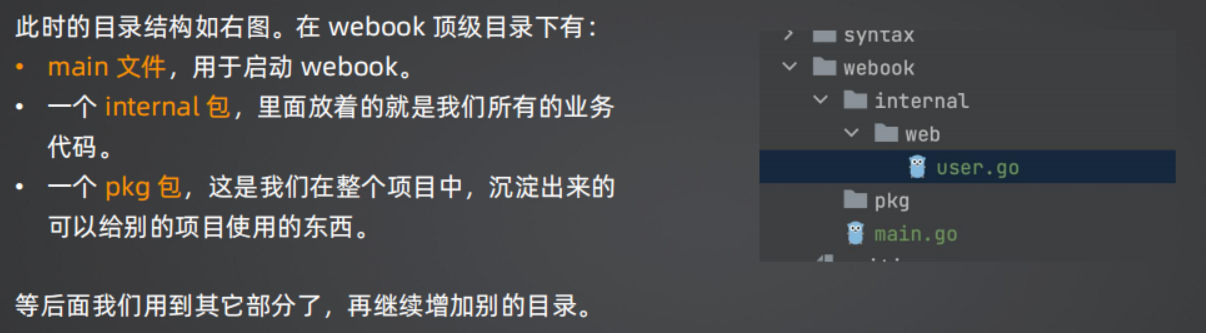 此时的目录结构如右图。在 webook 顶级目录下有：
• main 文件，用于启动 webook。
• 一个 internal 包，里面放着的就是我们所有的业务
代码。
• 一个 pkg 包，这是我们在整个项目中，沉淀出来的
可以给别的项目使用的东西。
等后面我们用到其它部分了，再继续增加别的目录。
syntax
webook
internal
web
user.go
pkg
main.go